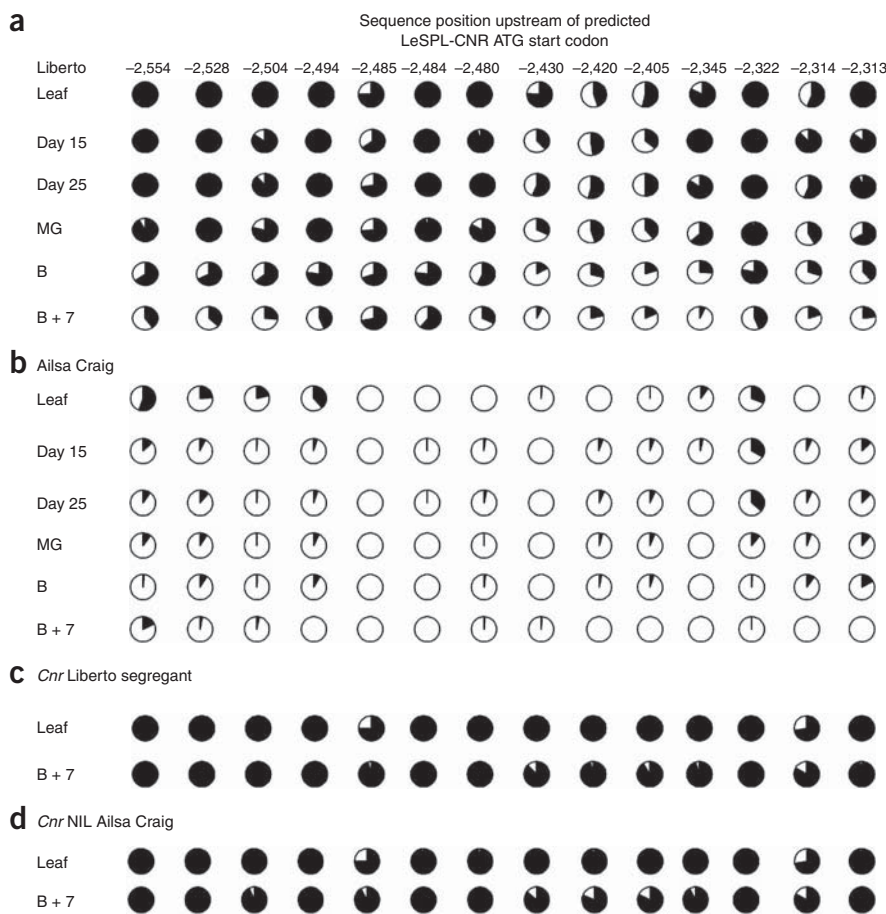 a
Sequence position upstream of predicted
LeSPL-CNR ATG start codon
Liberto –2,554 –2,528 –2,504 –2,494 –2,485 –2,484 –2,480 –2,430 –2,420 –2,405 –2,345 –2,322 –2,314 –2,313
Leaf
Day 15
Day 25
MG
B
B + 7
b Ailsa Craig
Leaf
Day 15
Day 25
MG
B
B + 7
c Cnr Liberto segregant
Leaf
B + 7
d Cnr NIL Ailsa Craig
Leaf
B + 7